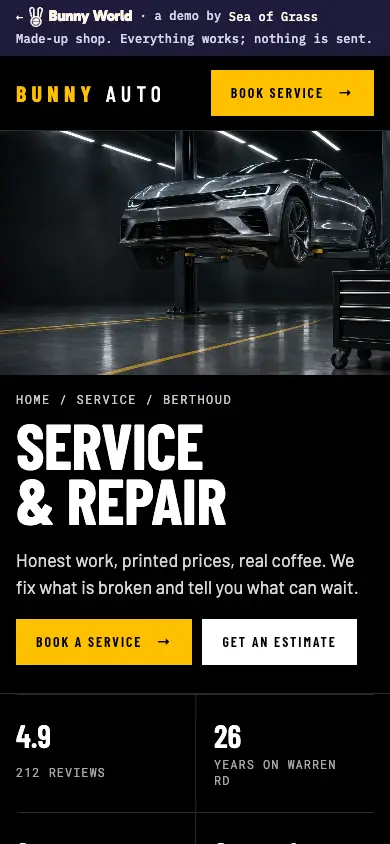 ← Bunny World · a demo by Sea of Grass
Made-up shop. Everything works; nothing is sent.
BUNNY AUTO
BOOK SERVICE →
HOME / SERVICE / BERTHOUD
SERVICE
& REPAIR
Honest work, printed prices, real coffee. We
fix what is broken and tell you what can wait.
BOOK A SERVICE →
GET AN ESTIMATE
4.9
212 REVIEWS
26
YEARS ON WARREN
RD